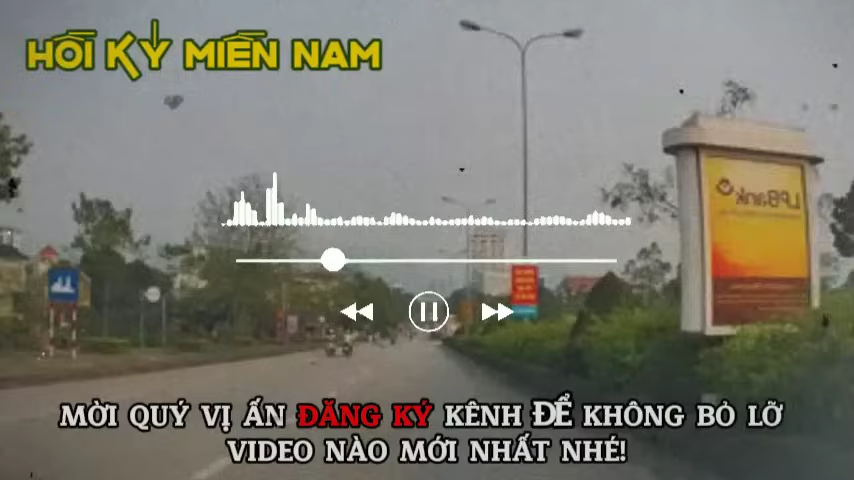 HỒI KÝ MIỀN NAM
LPBank
MỜI QUÝ VỊ ẤN ĐĂNG KÝ KÊNH ĐỂ KHÔNG BỎ LỠ
VIDEO NÀO MỚI NHẤT NHÉ!